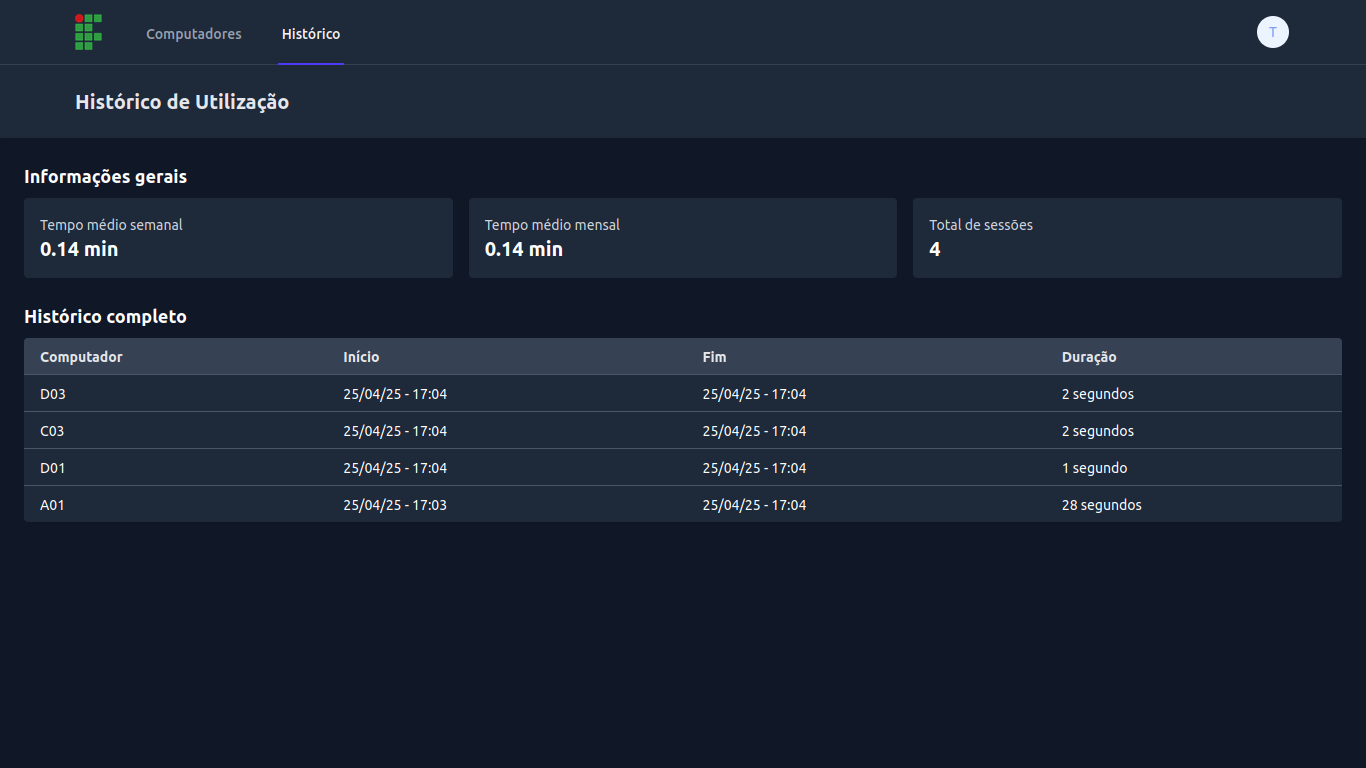 Computadores Histórico T
Histórico de Utilização
Informações gerais
Tempo médio semanal Tempo médio mensal Total de sessões
0.14 min 0.14 min 4
Histórico completo
Computador Início Fim Duração
D03 25/04/25 - 17:04 25/04/25 - 17:04 2 segundos
C03 25/04/25 - 17:04 25/04/25 - 17:04 2 segundos
D01 25/04/25 - 17:04 25/04/25 - 17:04 1 segundo
A01 25/04/25 - 17:03 25/04/25 - 17:04 28 segundos